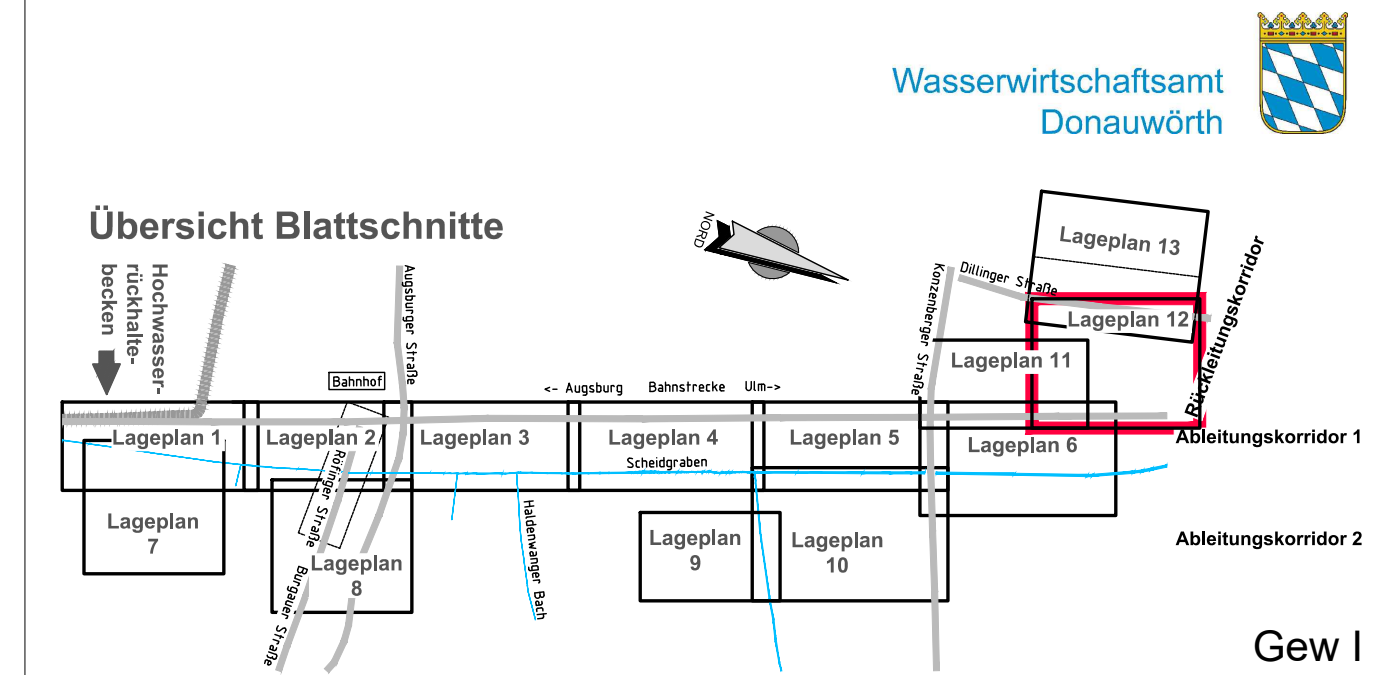 Wasserwirtschaftsamt
Donauwörth
Übersicht Blattschnitte
NORD
Hochwasser-
rückhalte-
becken
Augsburger Straße
Bahnhof
<- Augsburg Bahnstrecke Ulm->
Konzenberger Straße
Dillinger Straße
Lageplan 13
Lageplan 12
Rückleitungskorridor
Lageplan 11
Lageplan 1
Lageplan 2
Lageplan 3
Lageplan 4
Lageplan 5
Lageplan 6
Ableitungskorridor 1
Scheidgraben
Röfinger Straße
Haldenwanger Bach
Lageplan
7
Lageplan
8
Burgauer Straße
Lageplan
9
Lageplan
10
Ableitungskorridor 2
Gew I